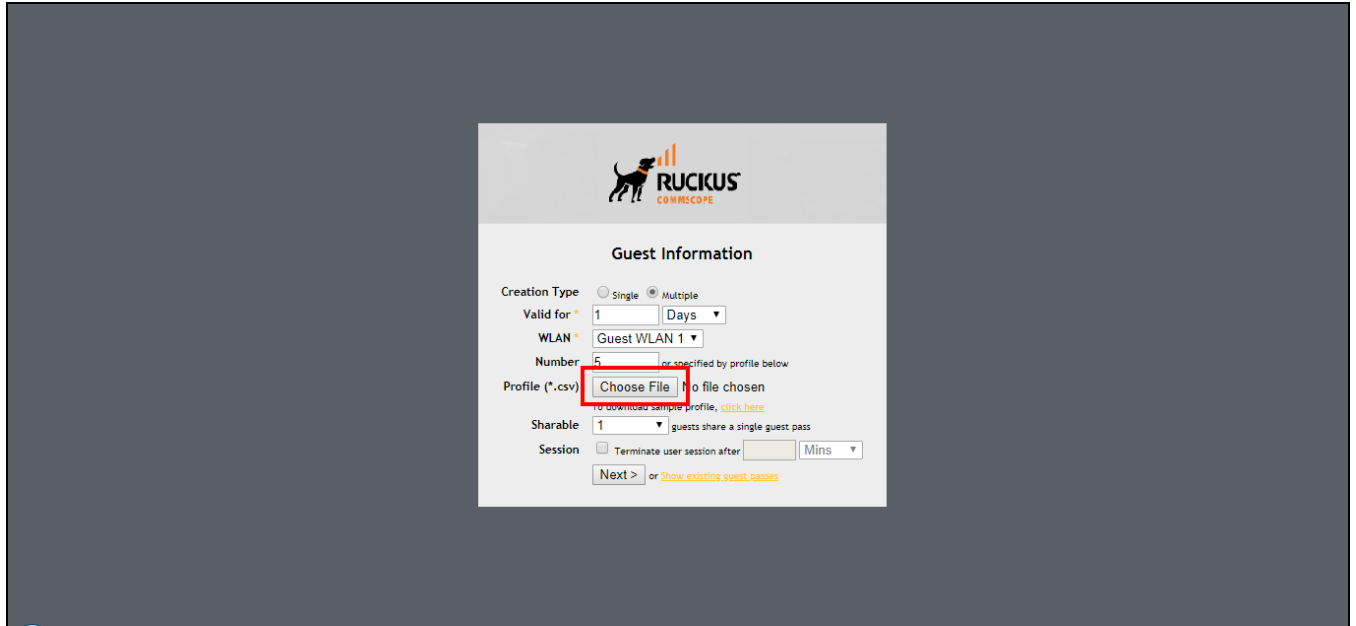 RUCKUS
COMMSCOPE
Guest Information
Creation Type Single Multiple
Valid for * 1 Days
WLAN * Guest WLAN 1
Number 5 or specified by profile below
Profile (*.csv) Choose File No file chosen
To download sample profile, click here
Sharable 1 guests share a single guest pass
Session Terminate user session after Mins
Next > or Show existing guest passes